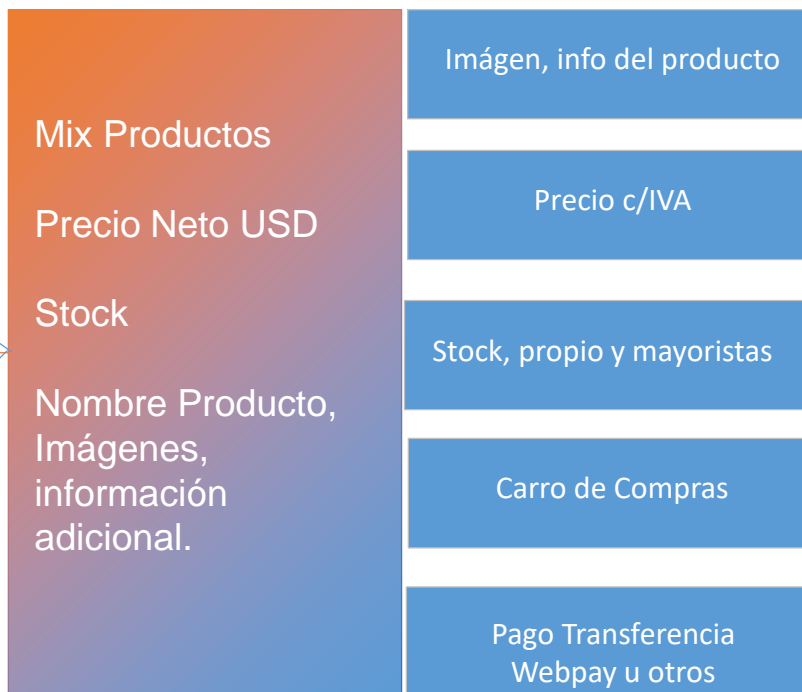 Mix Productos
Precio Neto USD
Stock
Nombre Producto,
Imágenes,
información
adicional.
Imágen, info del producto
Precio c/IVA
Stock, propio y mayoristas
Carro de Compras
Pago Transferencia
Webpay u otros